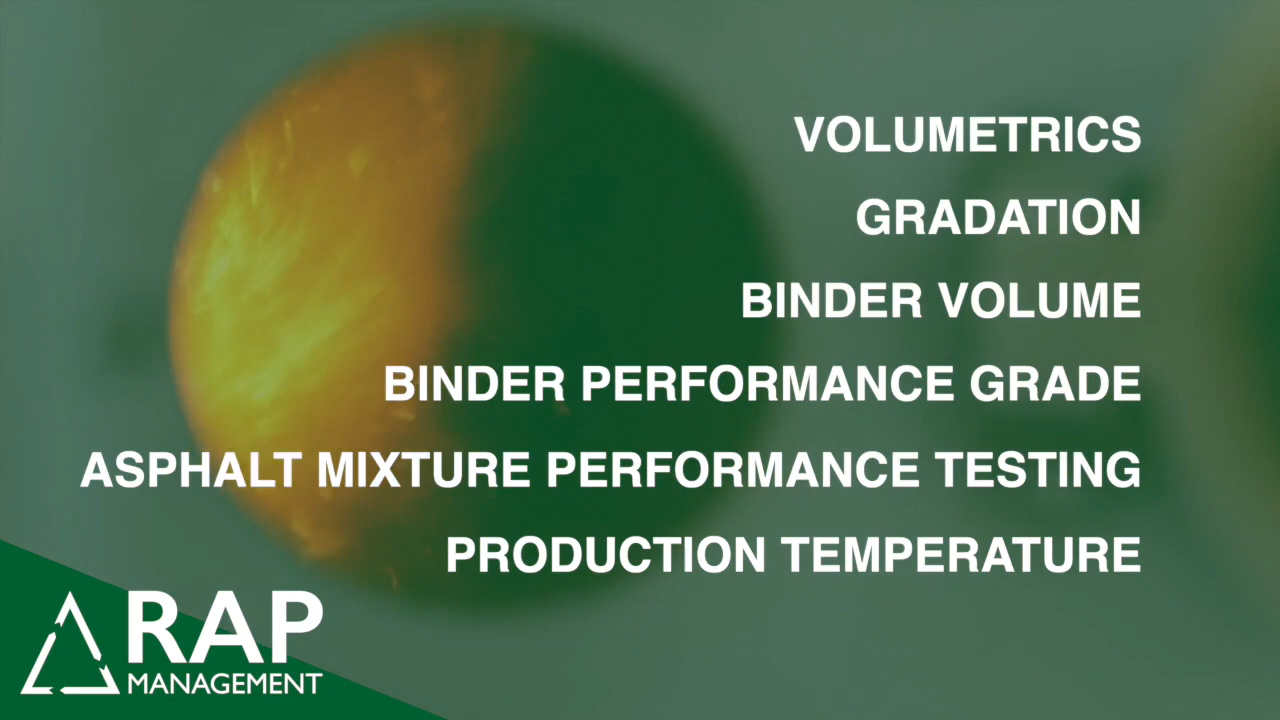 VOLUMETRICS
GRADATION
BINDER VOLUME
BINDER PERFORMANCE GRADE
ASPHALT MIXTURE PERFORMANCE TESTING
PRODUCTION TEMPERATURE
RAP
MANAGEMENT